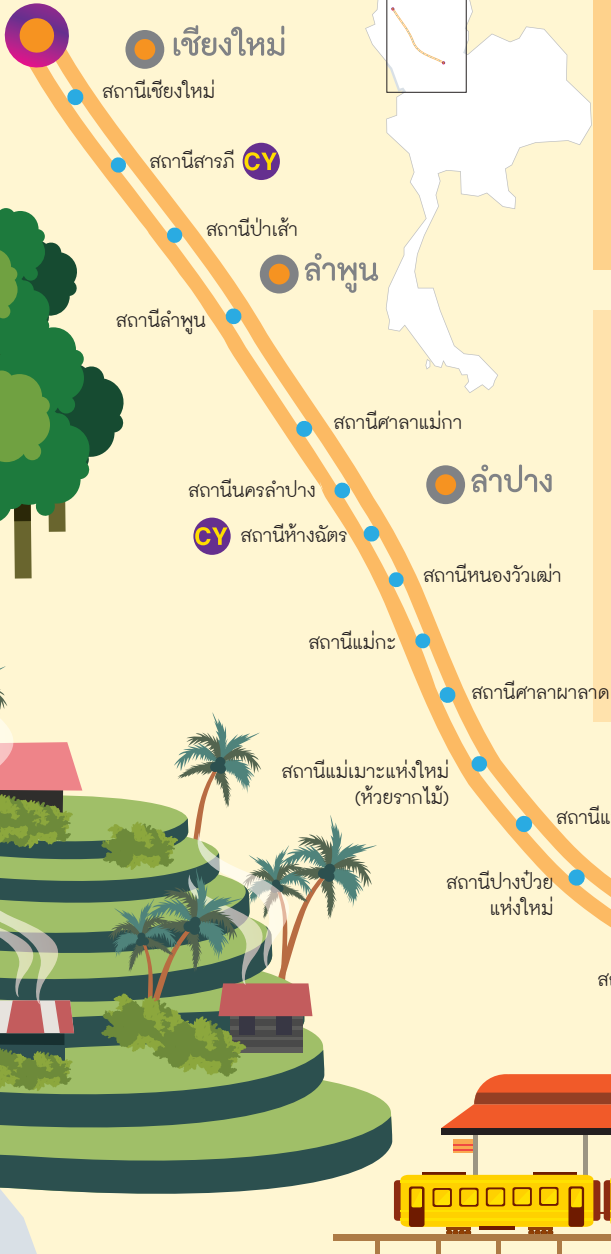 เชียงใหม่
สถานีเชียงใหม่
สถานีสารภี CY
สถานีป่าเส้า
ลำพูน
สถานีลำพูน
สถานีศาลาแม่ทา
ลำปาง
สถานีนครลำปาง
CY สถานีห้างฉัตร
สถานีหนองวัวเฒ่า
สถานีแม่กะ
สถานีศาลาผาลาด
สถานีแม่เมาะแห่งใหม่
(ห้วยรากไม้)
สถานีแ
สถานีปางป๋วย
แห่งใหม่